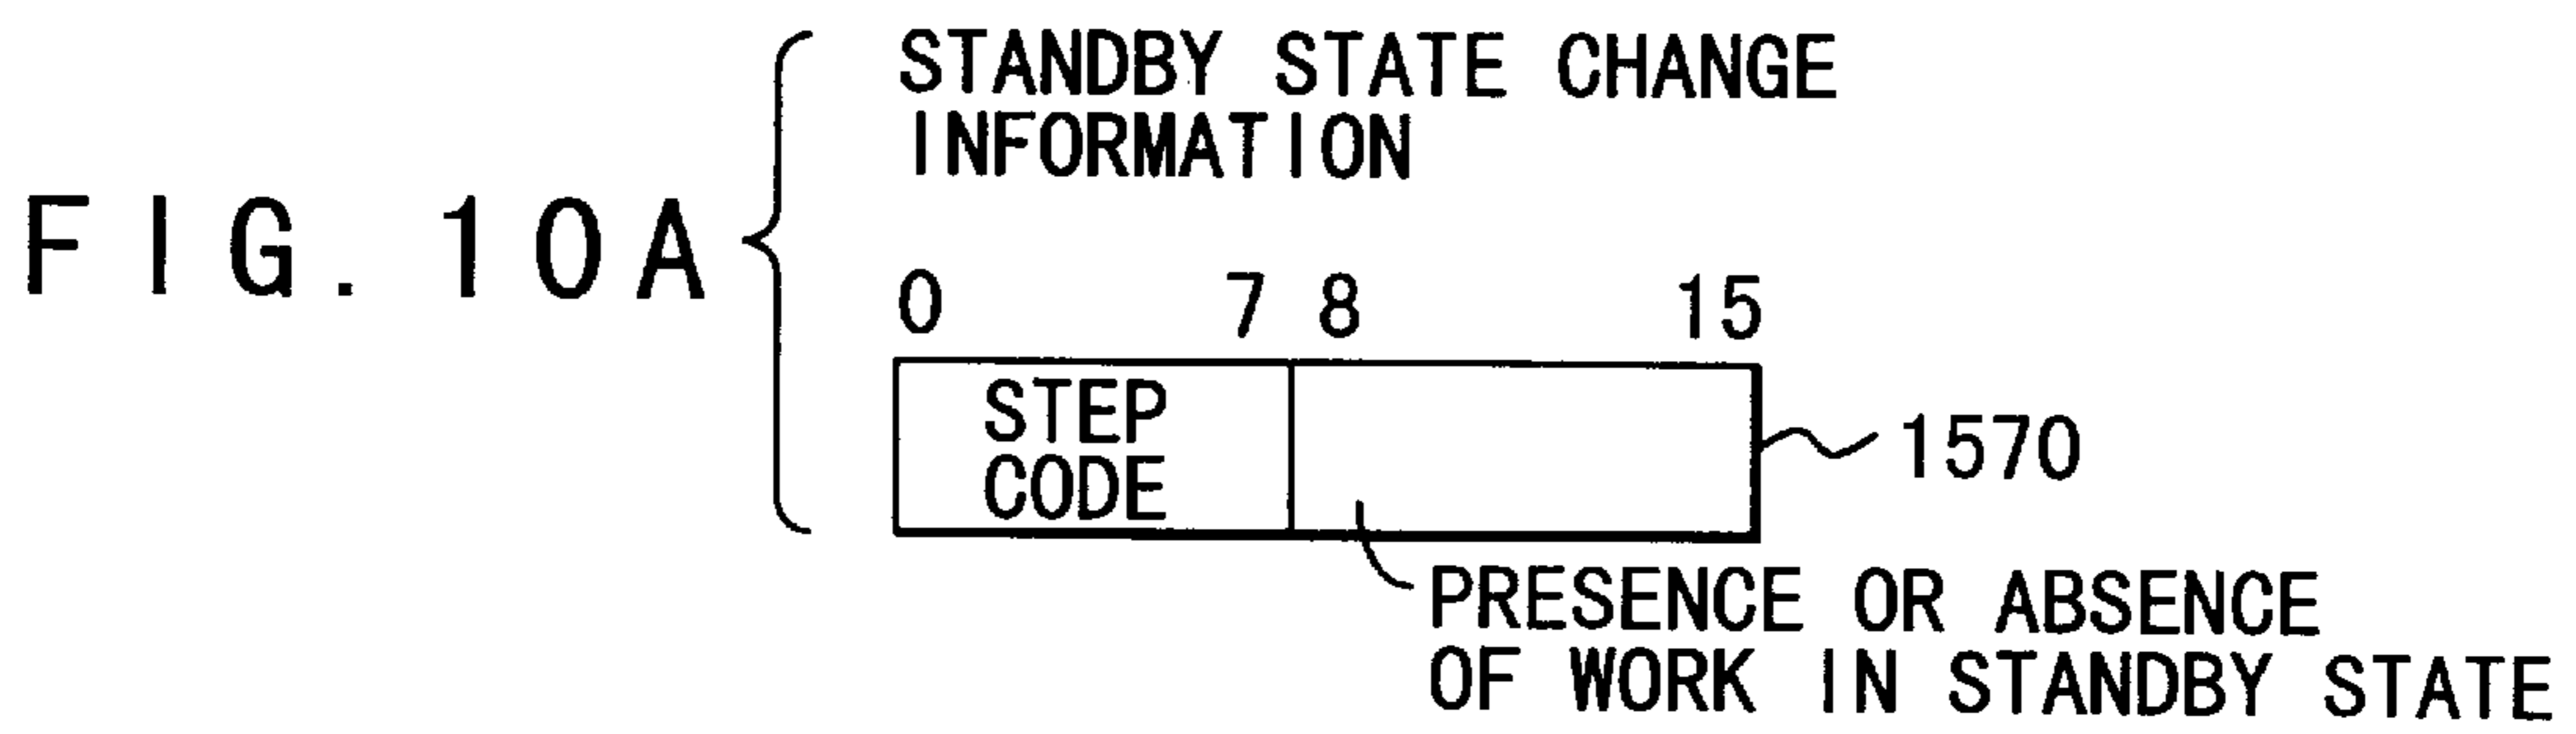 FIG. 10A
STANDBY STATE CHANGE
INFORMATION
0 7 8 15
STEP
CODE
1570
PRESENCE OR ABSENCE
OF WORK IN STANDBY STATE